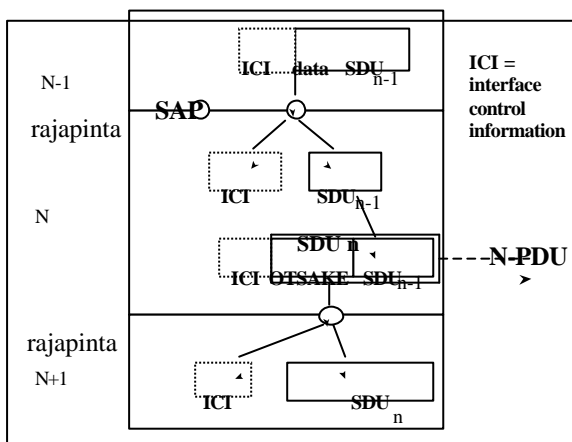 ICI data SDU n-1
N-1
ICI = interface control information
SAP
rajapinta
ICI SDU n-1
N
SDU n
ICI OTSAKE SDU n-1
N-PDU
rajapinta
N+1
ICI SDU n